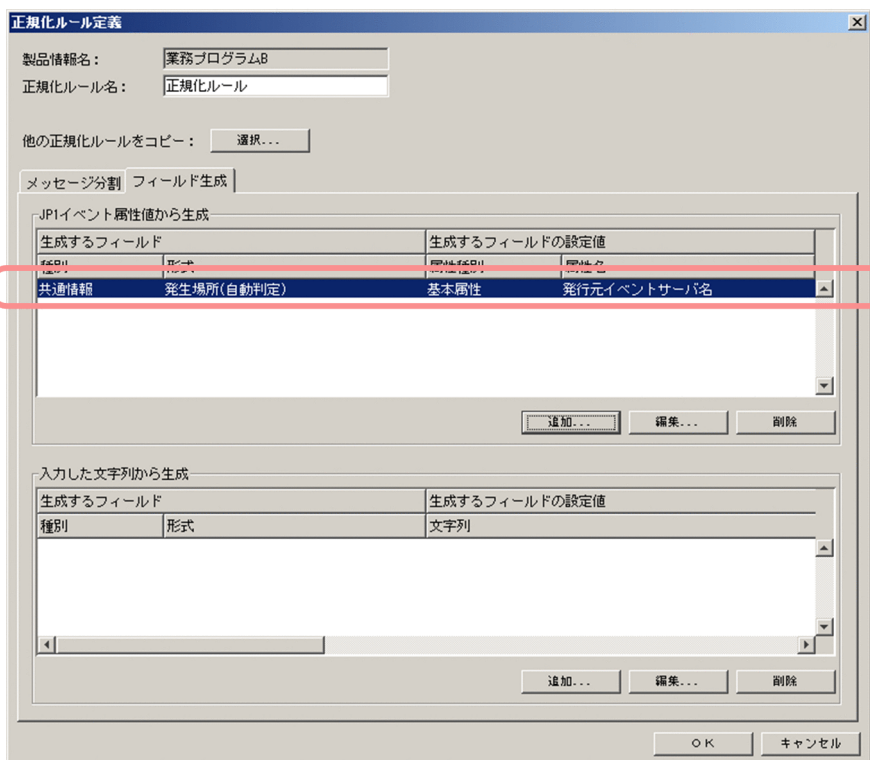 正規化ルール定義
製品情報名： 業務プログラムB
正規化ルール名： 正規化ルール
他の正規化ルールをコピー： 選択...
メッセージ分割 フィールド生成
JP1イベント属性値から生成
生成するフィールド 生成するフィールドの設定値
種別 形式 属性種別 属性名
共通情報 発生場所(自動判定) 基本属性 発行元イベントサーバ名
追加... 編集... 削除
入力した文字列から生成
生成するフィールド 生成するフィールドの設定値
種別 形式 文字列
追加... 編集... 削除
OK キャンセル